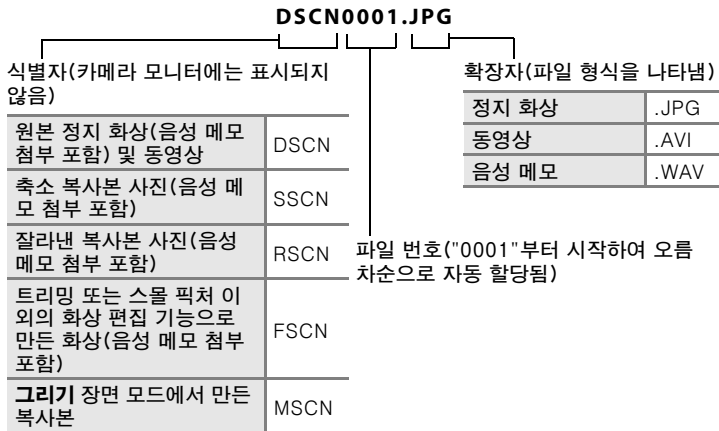 DSCN0001.JPG
식별자(카메라 모니터에는 표시되지
않음)
원본 정지 화상(음성 메모
첨부 포함) 및 동영상
DSCN
축소 복사본 사진(음성 메
모 첨부 포함)
SSCN
잘라낸 복사본 사진(음성
메모 첨부 포함)
RSCN
트리밍 또는 스몰 픽처 이
외의 화상 편집 기능으로
만든 화상(음성 메모 첨부
포함)
FSCN
그리기 장면 모드에서 만든
복사본
MSCN
파일 번호("0001"부터 시작하여 오름
차순으로 자동 할당됨)
확장자(파일 형식을 나타냄)
정지 화상 .JPG
동영상 .AVI
음성 메모 .WAV